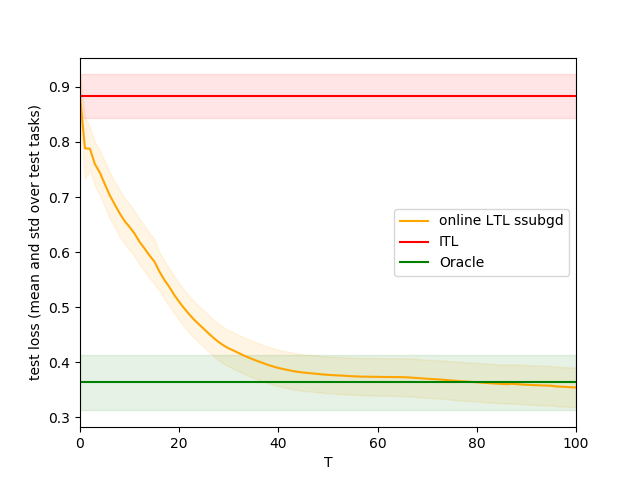 0.9
0.8
0.7
0.6
0.5
0.4
0.3
test loss (mean and std over test tasks)
online LTL ssubgd
ITL
Oracle
0 20 40 60 80 100
T